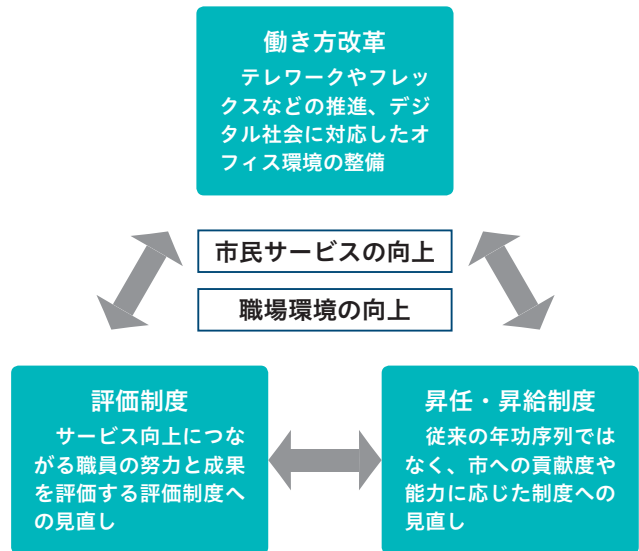 働き方改革
テレワークやフレッ
クスなどの推進、デジ
タル社会に対応したオ
フィス環境の整備
市民サービスの向上
職場環境の向上
評価制度
サービス向上につな
がる職員の努力と成果
を評価する評価制度へ
の見直し
昇任・昇給制度
従来の年功序列では
なく、市への貢献度や
能力に応じた制度への
見直し